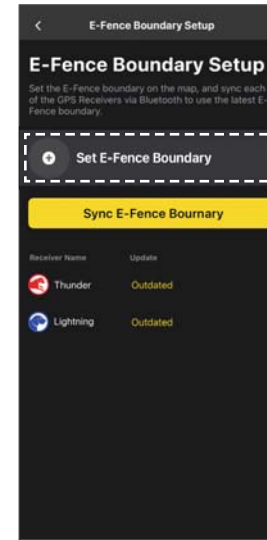 E-Fence Boundary Setup
E-Fence Boundary Setup
Set the E-Fence boundary on the map, and sync each
of the GPS Receivers via Bluetooth to use the latest E-
Fence boundary.
Set E-Fence Boundary
Sync E-Fence Bournary
Receiver Name Update
Thunder Outdated
Lightning Outdated